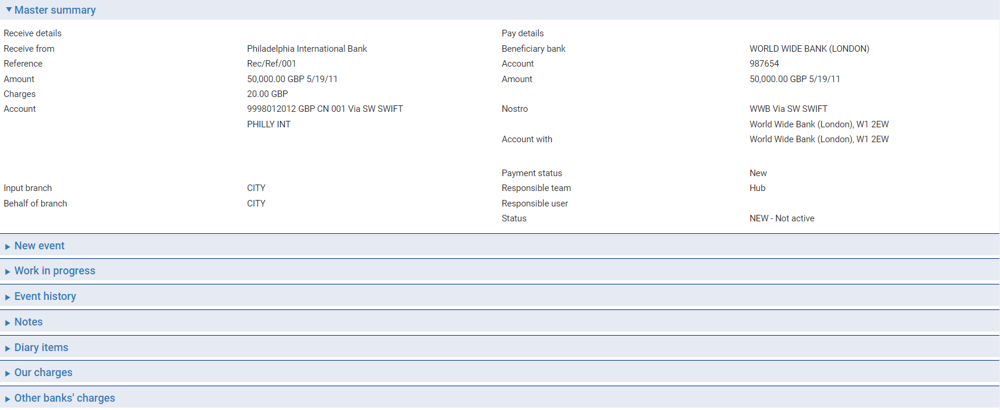 Master summary
Receive details Pay details
Receive from Philadelphia International Bank Beneficiary bank WORLD WIDE BANK (LONDON)
Reference Rec/Ref/001 Account 987654
Amount 50,000.00 GBP 5/19/11 Amount 50,000.00 GBP 5/19/11
Charges 20.00 GBP
Account 9998012012 GBP CN 001 Via SW SWIFT Nostro WWB Via SW SWIFT
PHILLY INT World Wide Bank (London), W1 2EW
Account with World Wide Bank (London), W1 2EW
Payment status New
Input branch CITY Responsible team Hub
Behalf of branch CITY Responsible user
Status NEW - Not active
New event
Work in progress
Event history
Notes
Diary items
Our charges
Other banks' charges